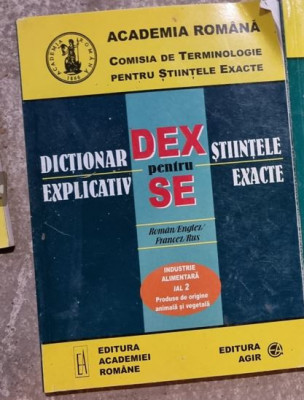 ACADEMIA ROMÂNĂ
COMISIA DE TERMINOLOGIE
PENTRU ȘTIINȚELE EXACTE
DICȚIONAR
EXPLICATIV
DEX
pentru
SE
ȘTIINȚELE
EXACTE
Român/Englez/
Francez/Rus
INDUSTRIE
ALIMENTARĂ
IAL 2
Produse de origine
animală și vegetală
EDITURA
ACADEMIEI
ROMÂNE
EDITURA
AGIR